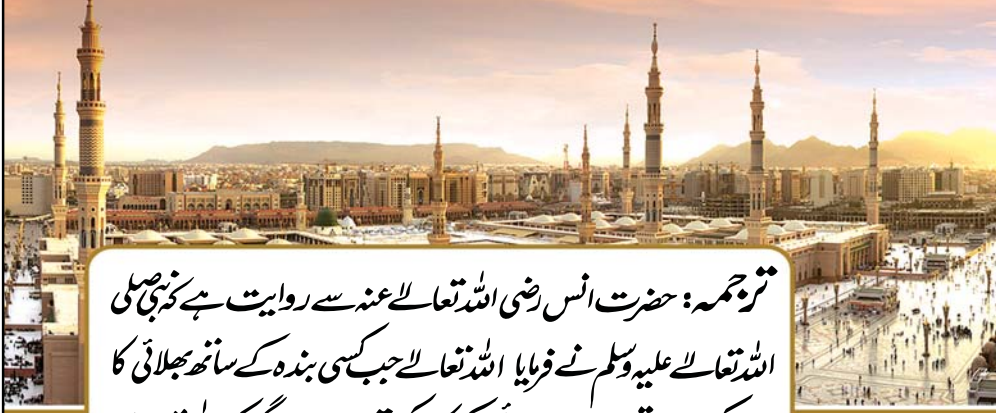 ترجمہ: حضرت انس رضی اللہ تعالےٰ عنہ سے روایت ہے کہ نبی صلی
اللہ تعالےٰ علیہ وسلم نے فرمایا اللہ تعالےٰ جب کسی بندہ کے ساتھ بھلائی کا